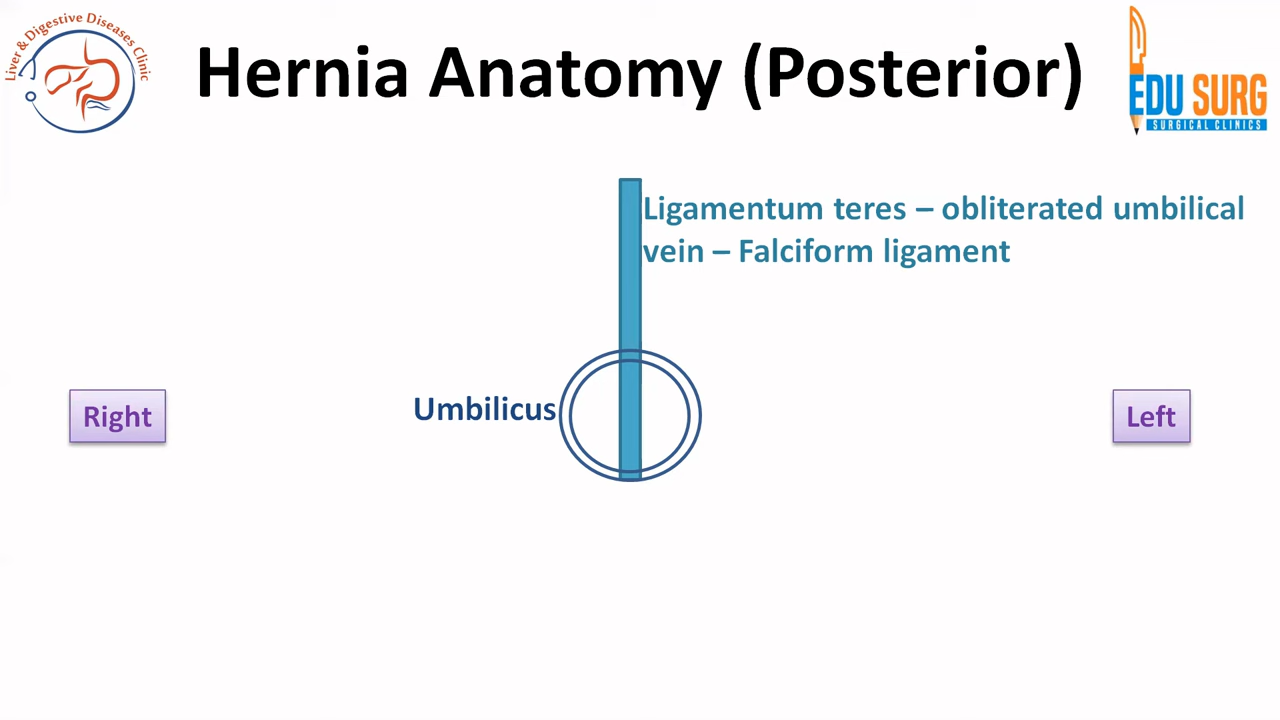 Liver & Digestive Diseases Clinic
Hernia Anatomy (Posterior)
EDU SURG
SURGICAL CLINICS
Ligamentum teres – obliterated umbilical
vein – Falciform ligament
Umbilicus
Right
Left